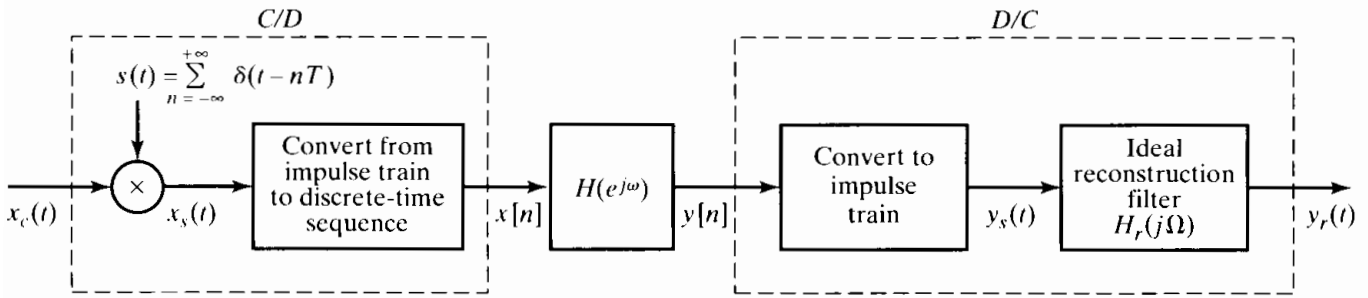 C/D
D/C
s(t) = ∑ δ(t – nT)
+∞
n = –∞
Convert from
impulse train
to discrete-time
sequence
×
H(e^{jω})
Convert to
impulse
train
Ideal
reconstruction
filter
H_r(jΩ)
x_c(t)
x_s(t)
x[n]
y[n]
y_s(t)
y_r(t)